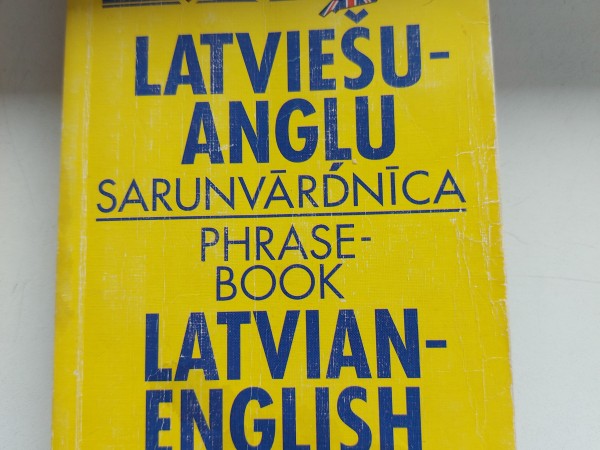 LATVIEŠU-
ANGĻU
SARUNVĀRDNĪCA
PHRASE-
BOOK
LATVIAN-
ENGLISH